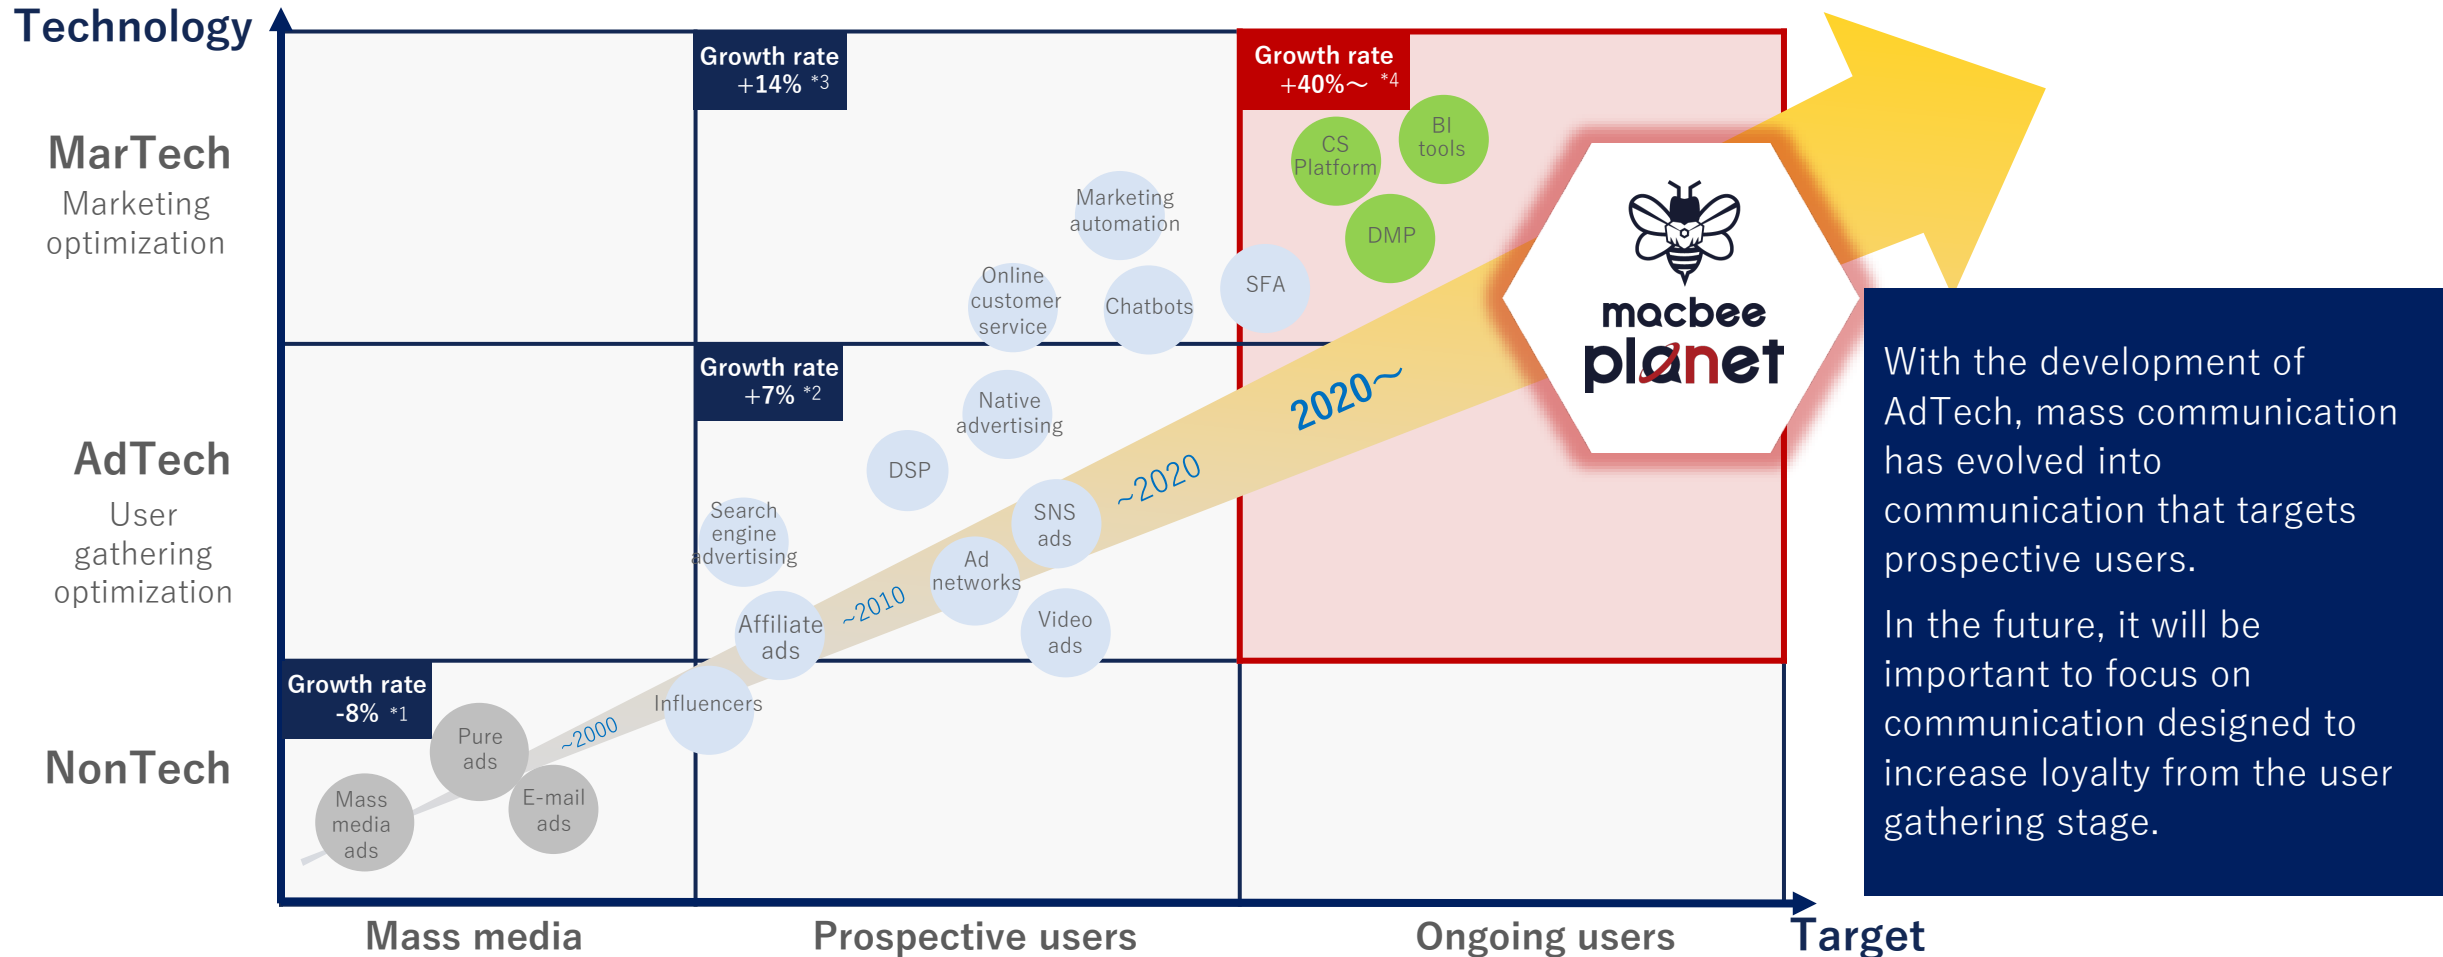 Technology
Growth rate
+14% *3
Growth rate
+40%～ *4
MarTech
Marketing
optimization
CS
Platform
BI
tools
DMP
Marketing
automation
Online
customer
service
Chatbots
SFA
macbee
planet
Growth rate
+7% *2
AdTech
User
gathering
optimization
Native
advertising
DSP
Search
engine
advertising
SNS
ads
Ad
networks
Affiliate
ads
Video
ads
2020～
~2020
~2010
~2000
Growth rate
-8% *1
NonTech
Influencers
Pure
ads
Mass
media
ads
E-mail
ads
Mass media
Prospective users
Ongoing users
Target
With the development of
AdTech, mass communication
has evolved into
communication that targets
prospective users.
In the future, it will be
important to focus on
communication designed to
increase loyalty from the user
gathering stage.